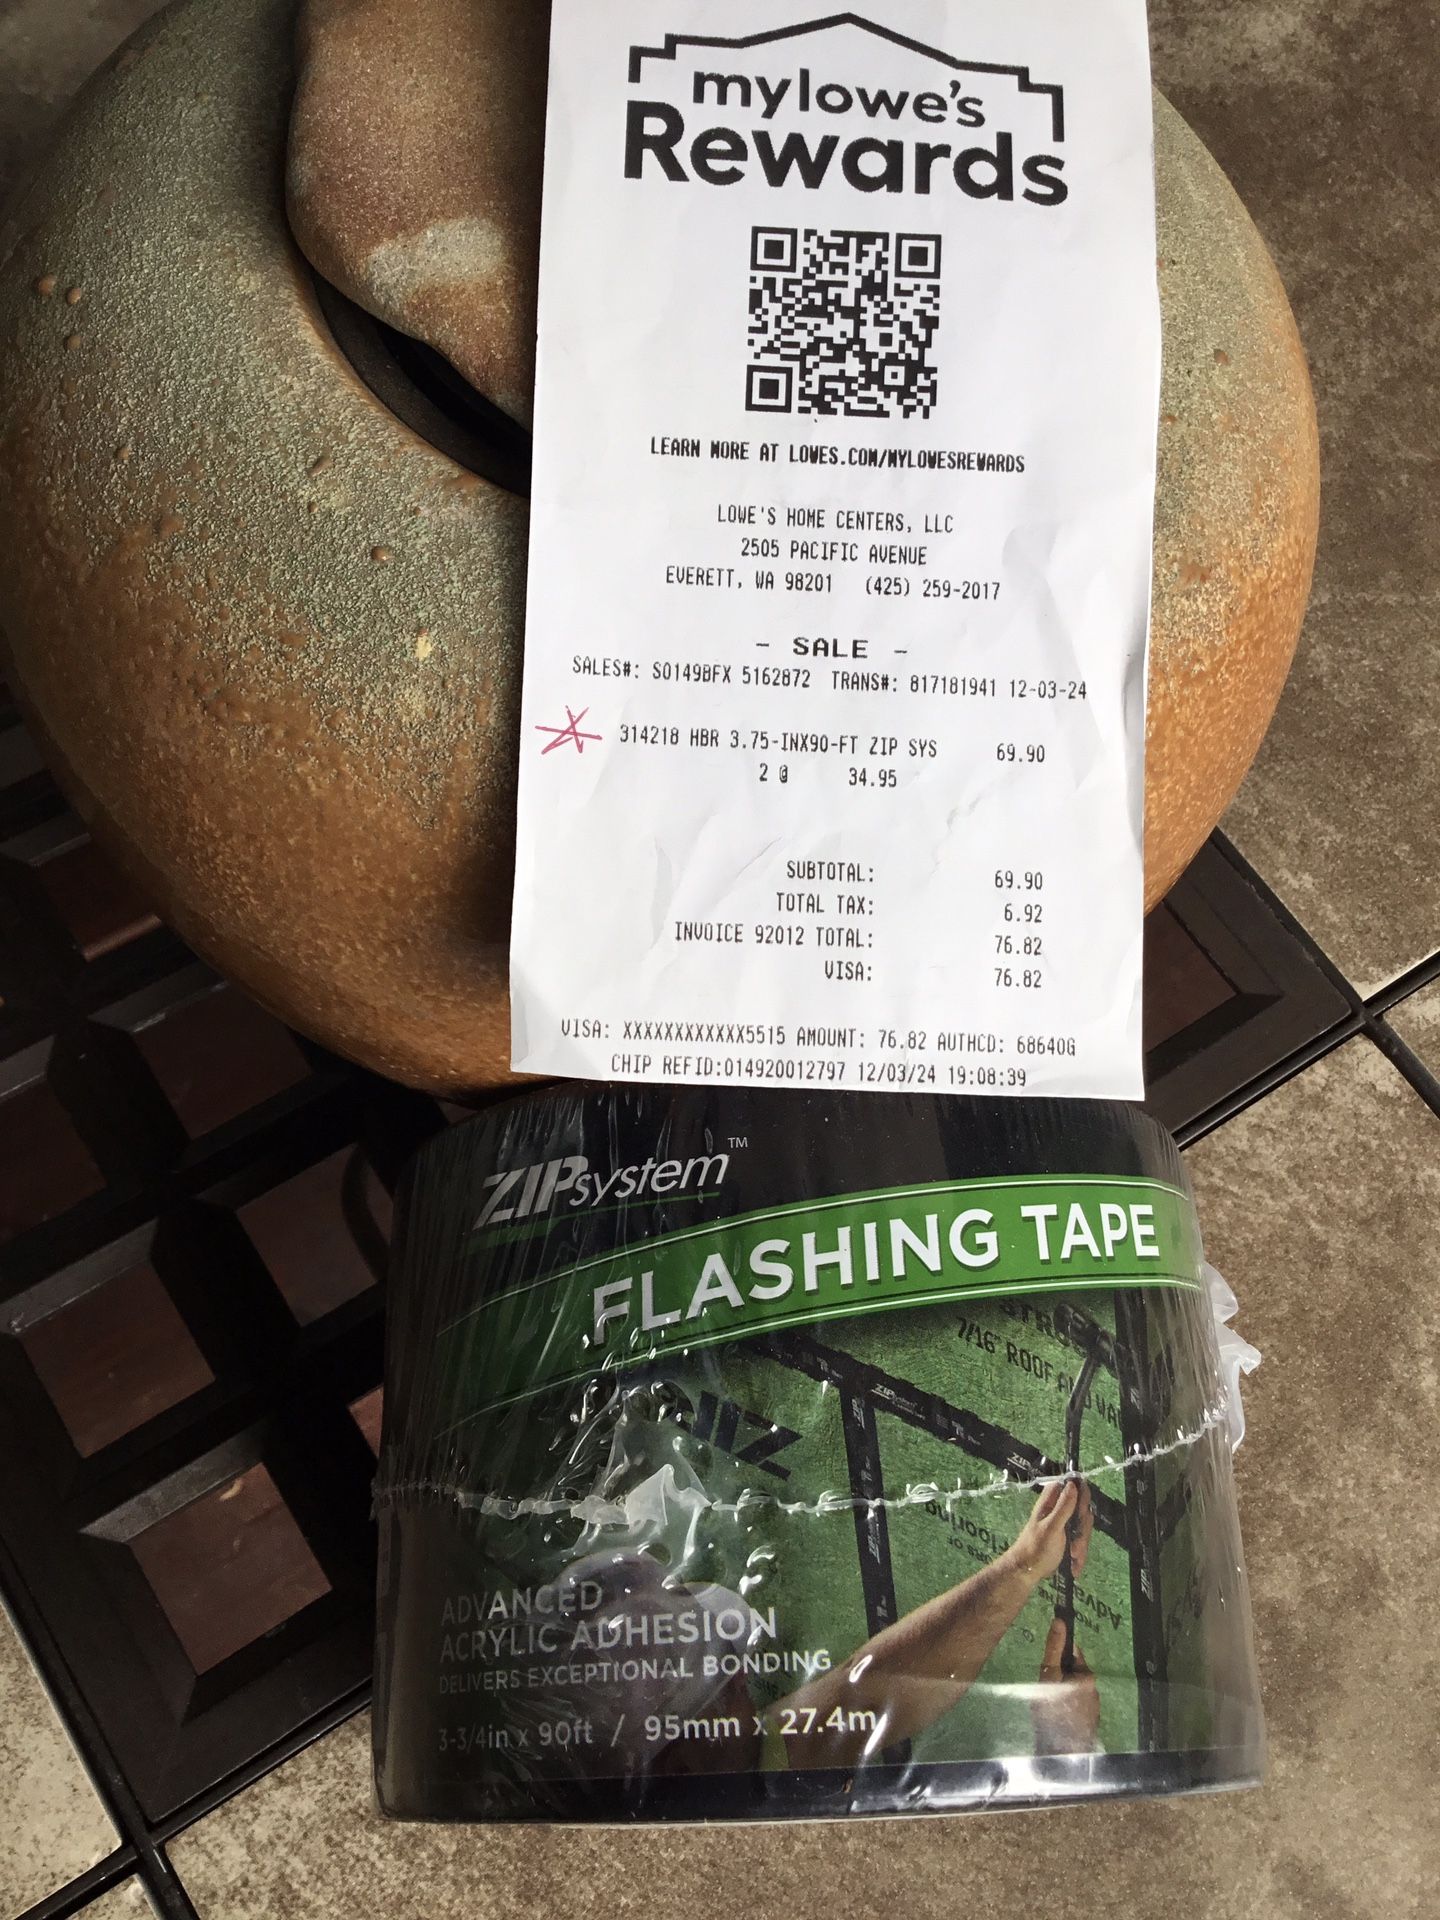 mylowe's
Rewards
LEARN MORE AT LOWES.COM/MYLOWESREWARDS
LOWE'S HOME CENTERS, LLC
2505 PACIFIC AVENUE
EVERETT, WA 98201 (425) 259-2017
- SALE -
SALES#: S0149BFX 5162872 TRANS#: 817181941 12-03-24
314218 HBR 3.75-INX90-FT ZIP SYS 69.90
2 @ 34.95
SUBTOTAL: 69.90
TOTAL TAX: 6.92
INVOICE 92012 TOTAL: 76.82
VISA: 76.82
VISA: XXXXXXXXXXXX5515 AMOUNT: 76.82 AUTHCD: 68640G
CHIP REFID:014920012797 12/03/24 19:08:39
ZIPsystem™
FLASHING TAPE
7/16" ROOF AND WALL
ZIP
ADVANCED
ACRYLIC ADHESION
DELIVERS EXCEPTIONAL BONDING
3-3/4in x 90ft / 95mm x 27.4m